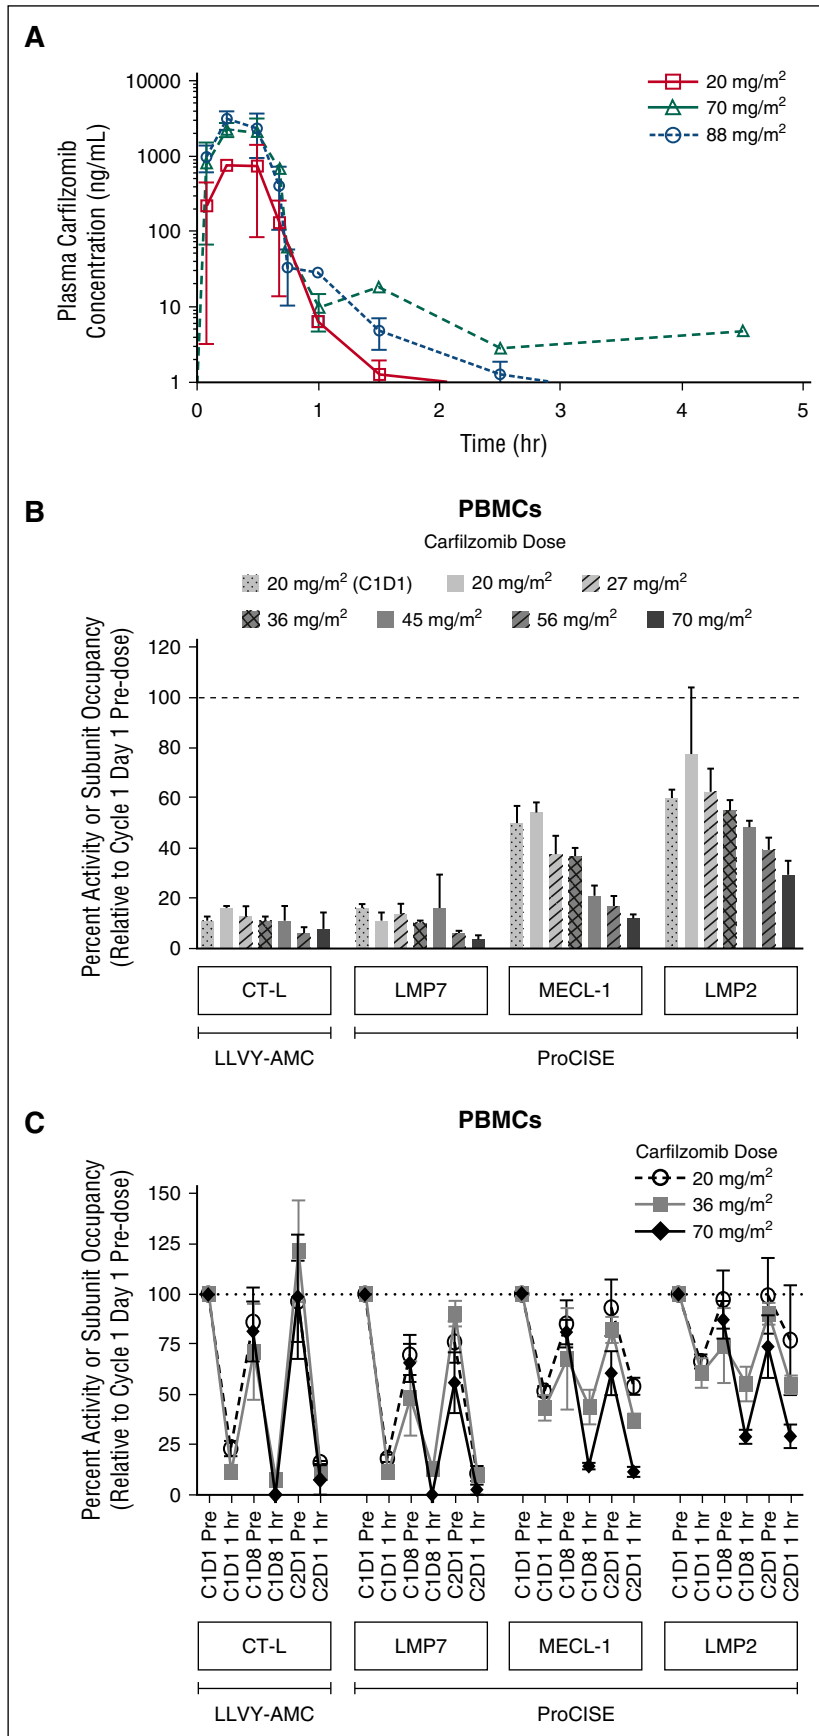 A
20 mg/m²
70 mg/m²
88 mg/m²
Plasma Carfilzomib
Concentration (ng/mL)
10000
1000
100
10
1
0 1 2 3 4 5
Time (hr)
B
PBMCs
Carfilzomib Dose
20 mg/m² (C1D1) 20 mg/m² 27 mg/m²
36 mg/m² 45 mg/m² 56 mg/m² 70 mg/m²
Percent Activity or Subunit Occupancy
(Relative to Cycle 1 Day 1 Pre-dose)
120
100
80
60
40
20
0
CT-L LMP7 MECL-1 LMP2
LLVY-AMC ProCISE
C
PBMCs
Carfilzomib Dose
20 mg/m²
36 mg/m²
70 mg/m²
Percent Activity or Subunit Occupancy
(Relative to Cycle 1 Day 1 Pre-dose)
150
125
100
75
50
25
0
C1D1 Pre
C1D1 1 hr
C1D8 Pre
C1D8 1 hr
C2D1 Pre
C2D1 1 hr
C1D1 Pre
C1D1 1 hr
C1D8 Pre
C1D8 1 hr
C2D1 Pre
C2D1 1 hr
C1D1 Pre
C1D1 1 hr
C1D8 Pre
C1D8 1 hr
C2D1 Pre
C2D1 1 hr
C1D1 Pre
C1D1 1 hr
C1D8 Pre
C1D8 1 hr
C2D1 Pre
C2D1 1 hr
CT-L LMP7 MECL-1 LMP2
LLVY-AMC ProCISE